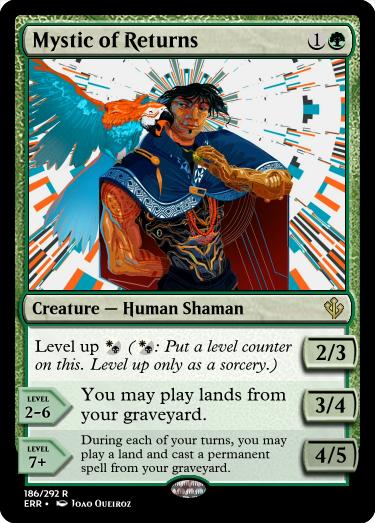 Mystic of Returns 1
Creature — Human Shaman
Level up (: Put a level counter
on this. Level up only as a sorcery.)
2/3
LEVEL
2-6
You may play lands from
your graveyard.
3/4
LEVEL
7+
During each of your turns, you may
play a land and cast a permanent
spell from your graveyard.
4/5
186/292 R
ERR • Joao Queiroz